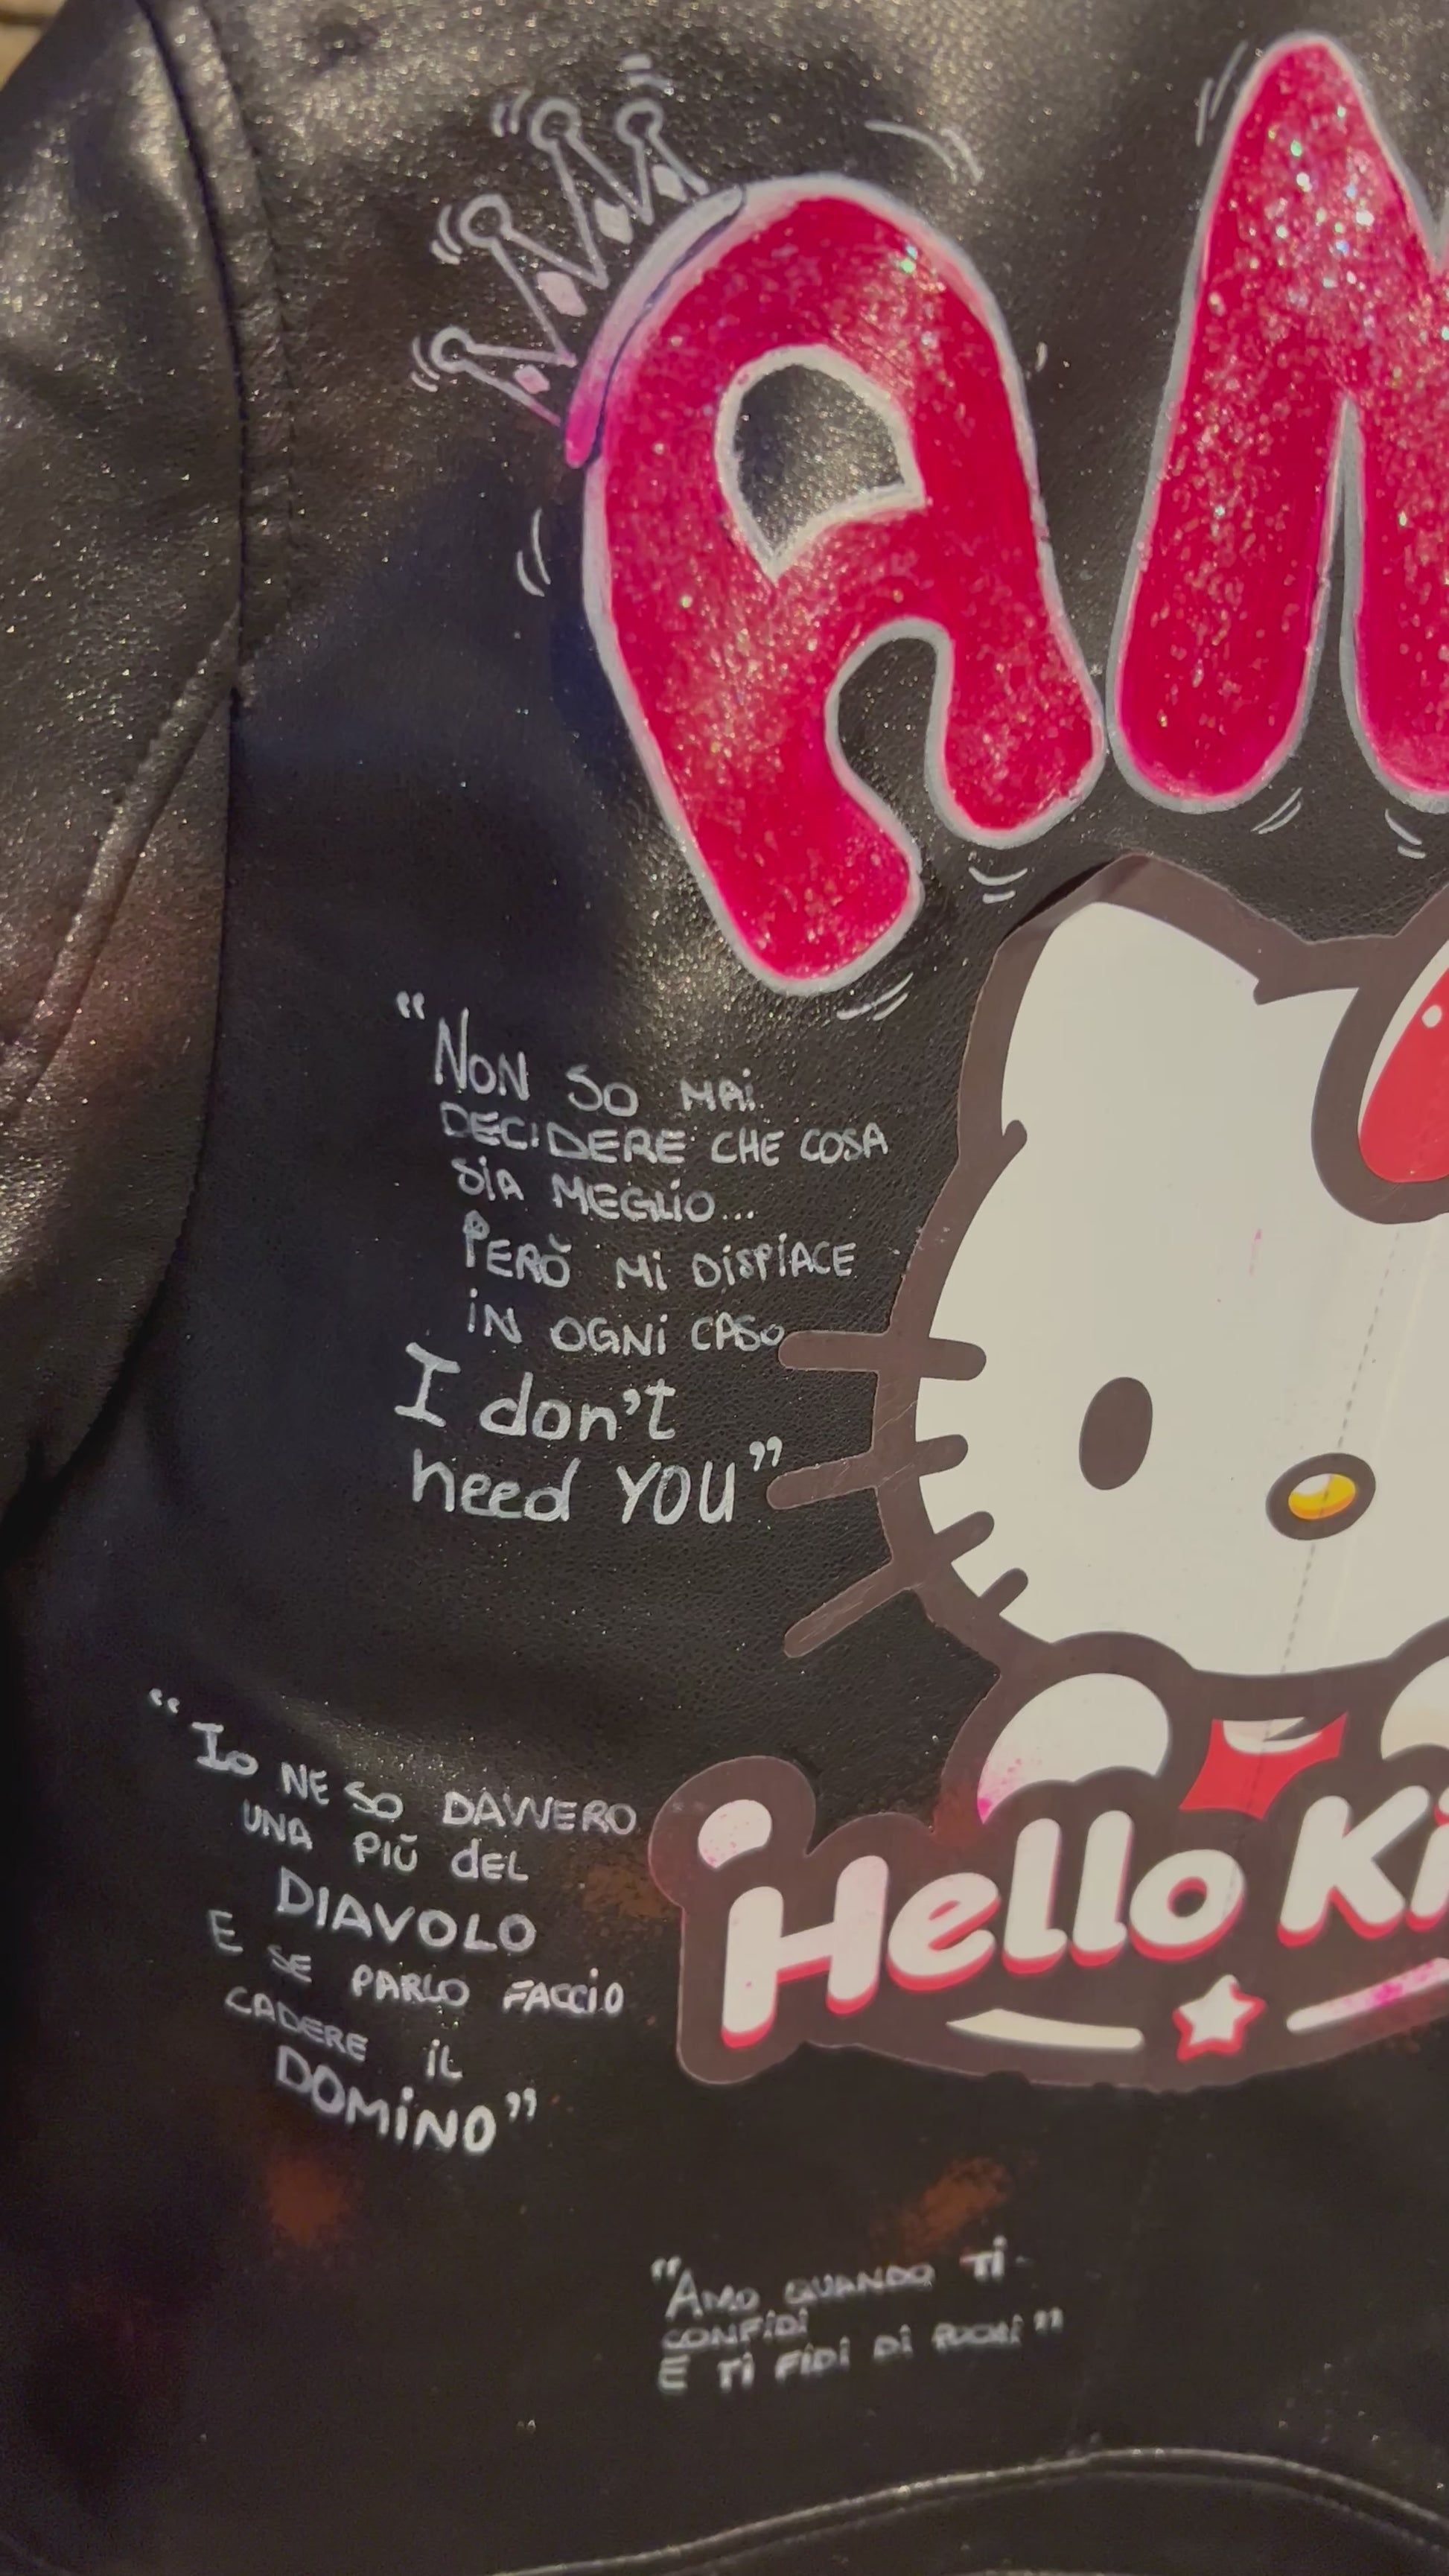 AM
"NON SO MAI
DECIDERE CHE COSA
SIA MEGLIO...
PERÒ MI DISPIACE
IN OGNI CASO
I don't
need YOU"
"Io NE SO DAVVERO
UNA PIÙ dEL
DIAVOLO
E SE PARLO FACCIO
CADERE IL
DOMINO"
Hello Ki
"AMO QUANDO TI
CONFIDI
E TI FIDI DI POCHI"